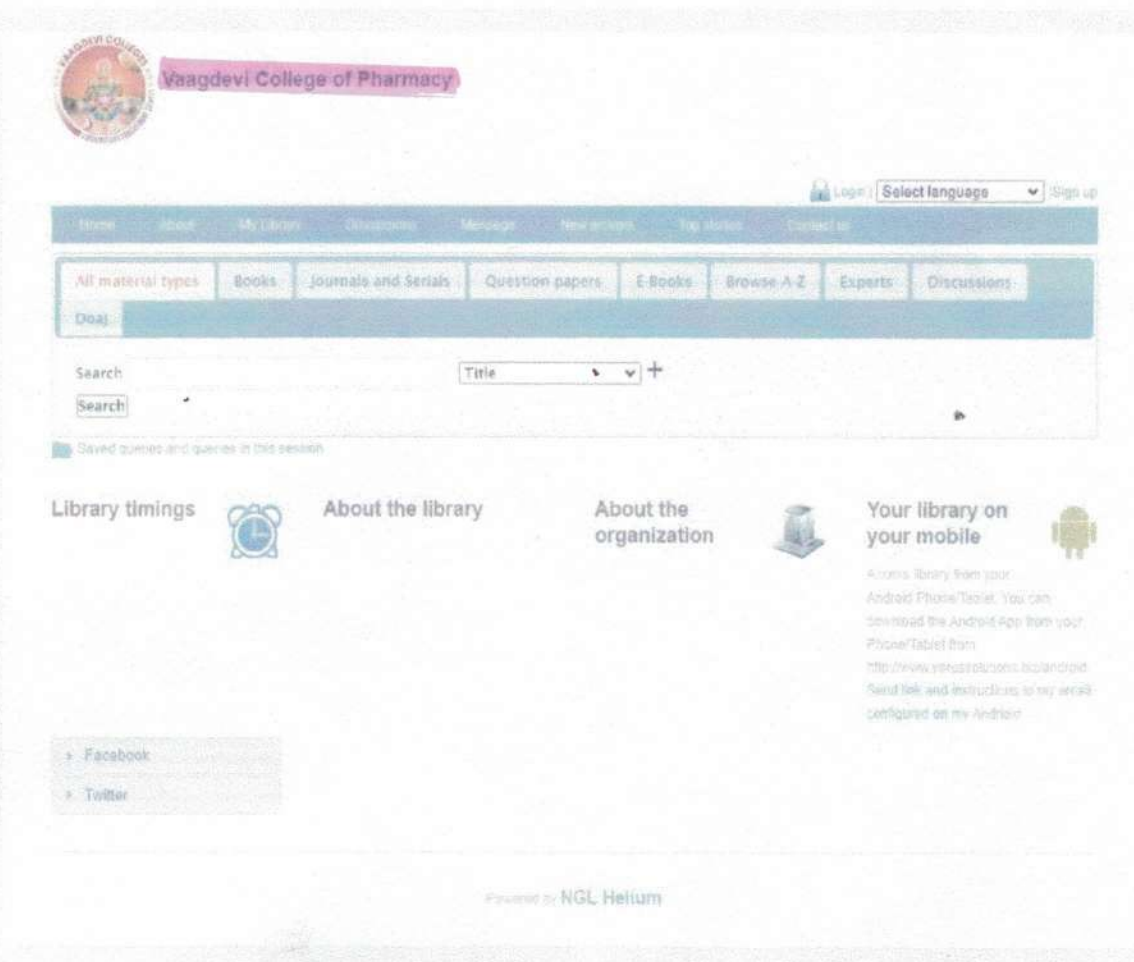 VAAGDEVI COLLEGES
Vaagdevi College of Pharmacy
Login | Select language Sign up
Home About My Library Discussions Message New arrivals Top stories Contact us
All material types Books Journals and Serials Question papers E-Books Browse A-Z Experts Discussions
Doaj
Search Title +
Search
Saved queries and queries in this session
Library timings
About the library
About the
organization
Your library on
your mobile
Access library from your
Android Phone/Tablet. You can
download the Android App from your
Phone/Tablet from
Send link and instructions to my email
configured on my Android
Facebook
Twitter
Powered by NGL Helium